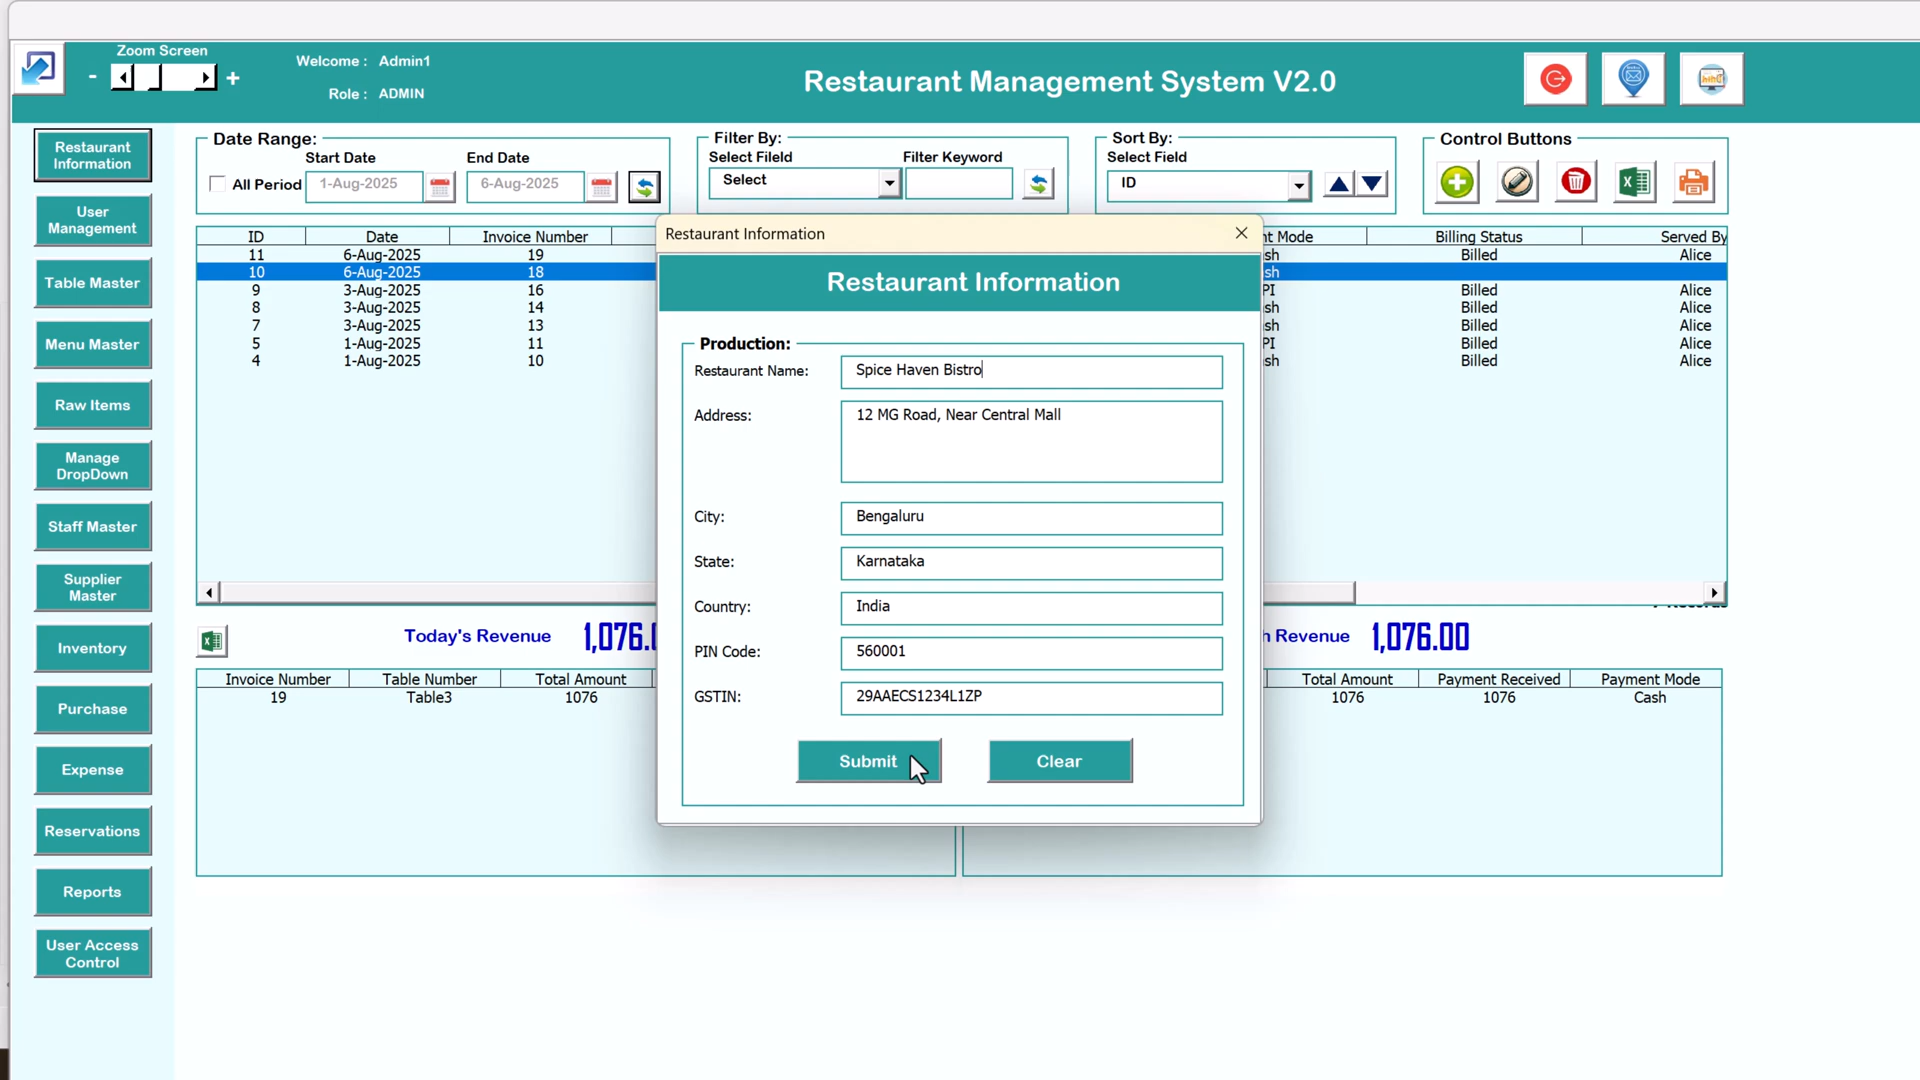 Zoom Screen
- +
Welcome : Admin1
Role : ADMIN
Restaurant Management System V2.0
Restaurant Information
User Management
Table Master
Menu Master
Raw Items
Manage DropDown
Staff Master
Supplier Master
Inventory
Purchase
Expense
Reservations
Reports
User Access Control
Date Range:
Start Date End Date
All Period 1-Aug-2025 6-Aug-2025
Filter By:
Select Fileld Filter Keyword
Select
Sort By:
Select Field
ID
Control Buttons
ID Date Invoice Number Mode Billing Status Served By
11 6-Aug-2025 19 Billed Alice
10 6-Aug-2025 18
9 3-Aug-2025 16 PI Billed Alice
8 3-Aug-2025 14 Billed Alice
7 3-Aug-2025 13 Billed Alice
5 1-Aug-2025 11 PI Billed Alice
4 1-Aug-2025 10 Billed Alice
Restaurant Information
Restaurant Information
Production:
Restaurant Name: Spice Haven Bistro
Address: 12 MG Road, Near Central Mall
City: Bengaluru
State: Karnataka
Country: India
PIN Code: 560001
GSTIN: 29AAECS1234L1ZP
Submit Clear
Today's Revenue 1,076. Revenue 1,076.00
Invoice Number Table Number Total Amount
19 Table3 1076
Total Amount Payment Received Payment Mode
1076 1076 Cash